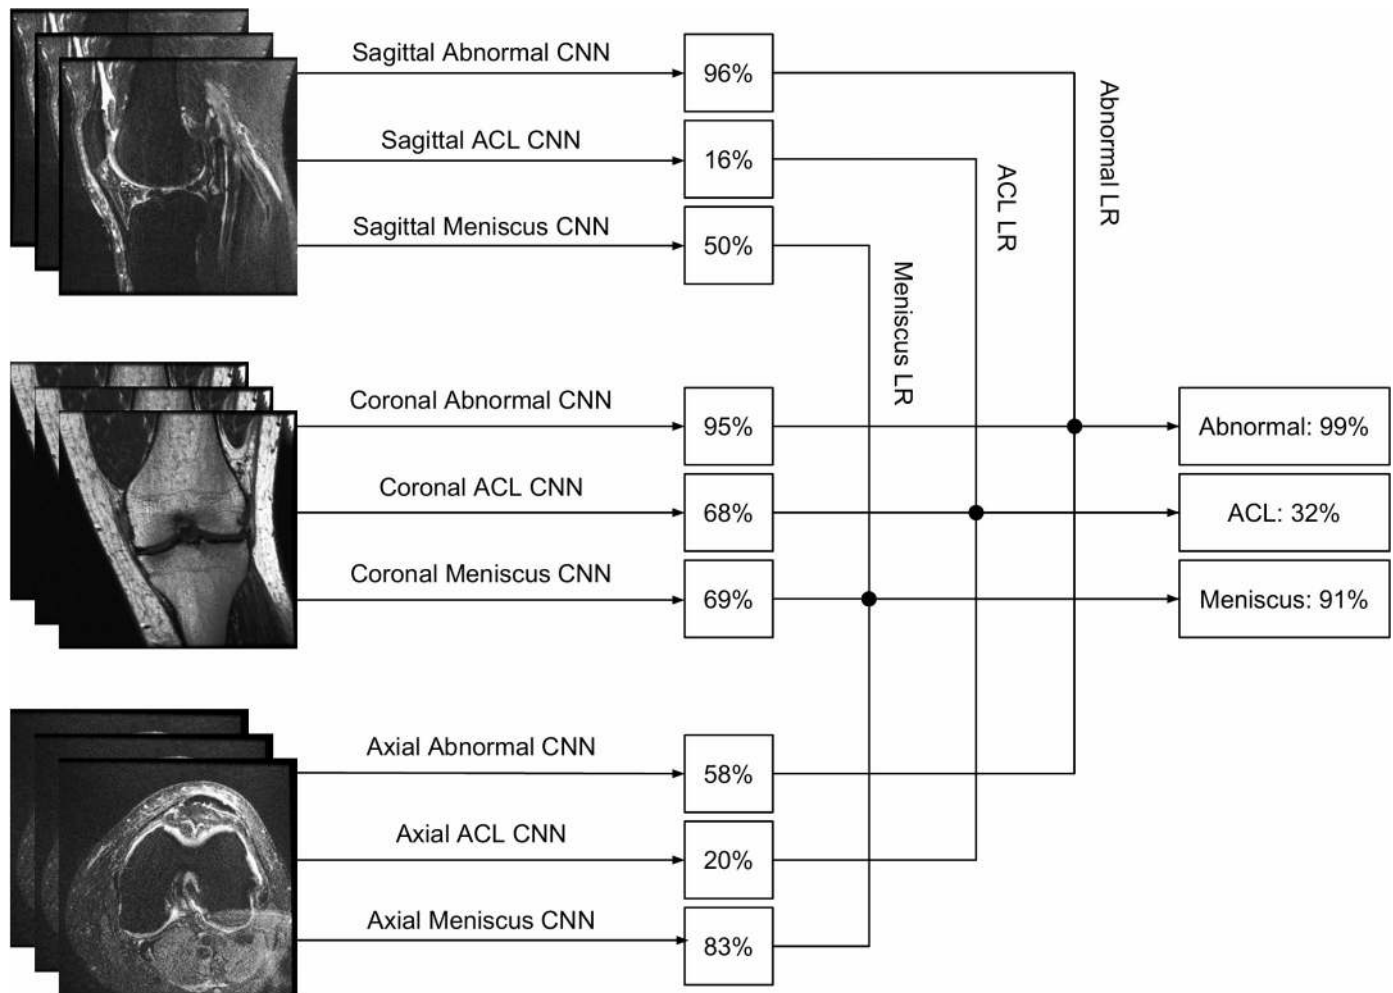 Sagittal Abnormal CNN
96%
Sagittal ACL CNN
16%
Sagittal Meniscus CNN
50%
Abnormal LR
ACL LR
Meniscus LR
Coronal Abnormal CNN
95%
Abnormal: 99%
Coronal ACL CNN
68%
ACL: 32%
Coronal Meniscus CNN
69%
Meniscus: 91%
Axial Abnormal CNN
58%
Axial ACL CNN
20%
Axial Meniscus CNN
83%